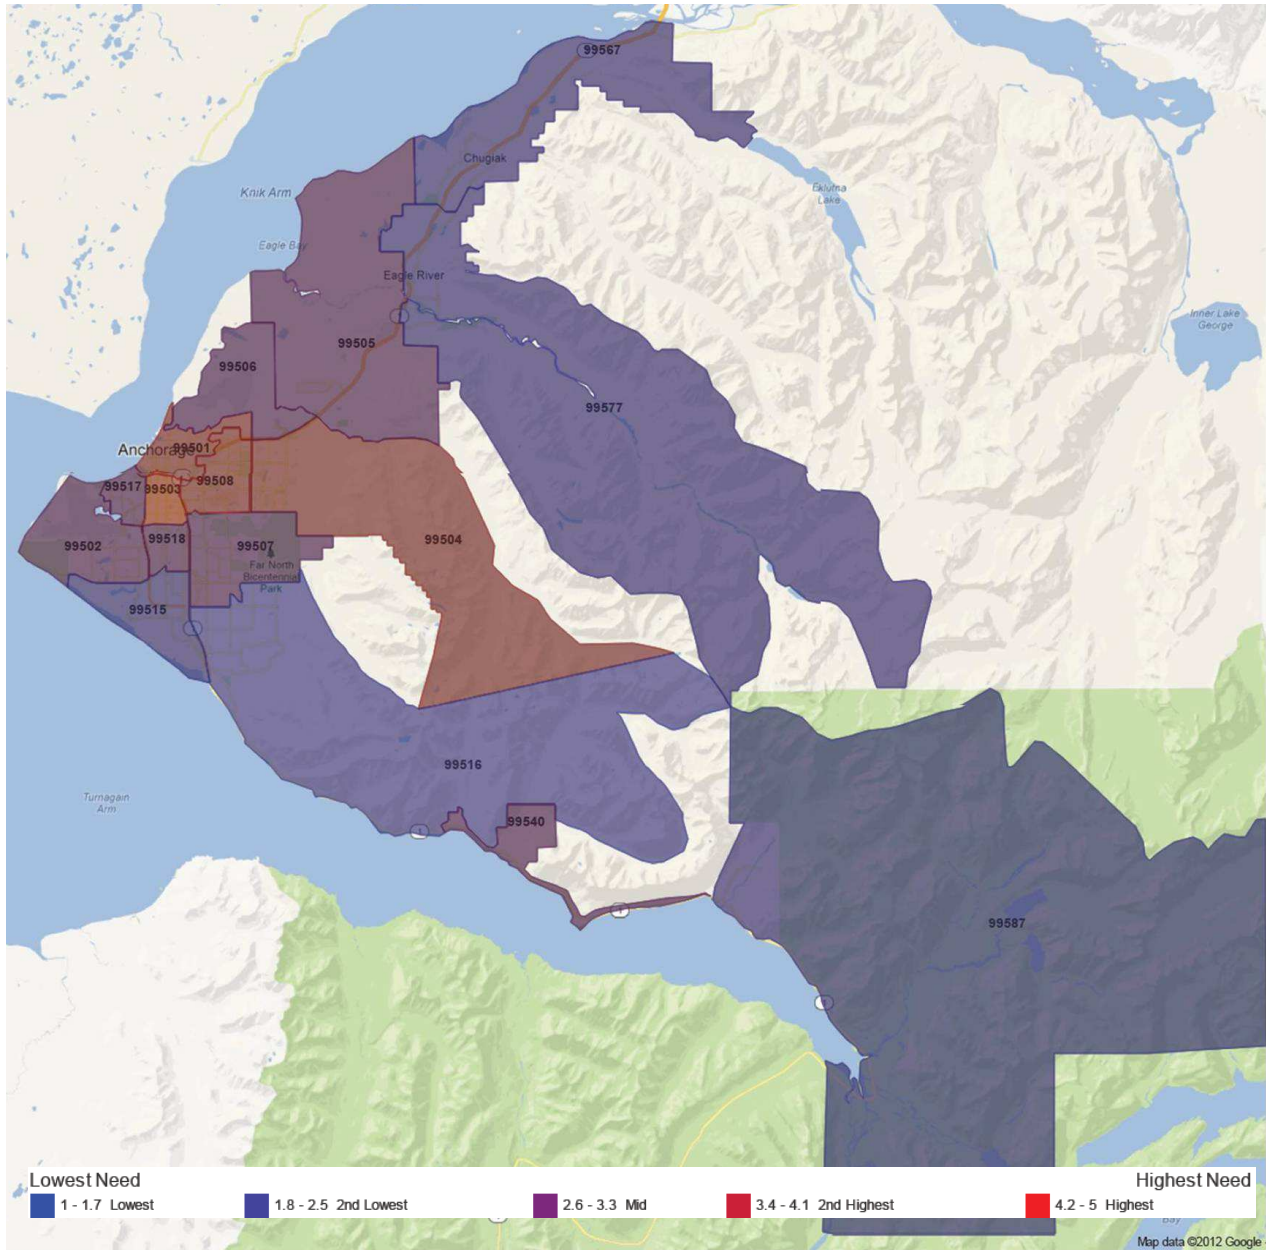 99567
Chugiak
Knik Arm
Eklutna
Lake
Eagle Bay
Eagle River
Inner Lake
George
99505
99506
99577
Anchorage
99501
99508
99517
99503
99504
99502
99518
99507
Far North
Bicentennial
Park
99515
99516
Turnagain
Arm
99540
99587
Lowest Need
Highest Need
1 - 1.7 Lowest
1.8 - 2.5 2nd Lowest
2.6 - 3.3 Mid
3.4 - 4.1 2nd Highest
4.2 - 5 Highest
Bay
Map data ©2012 Google